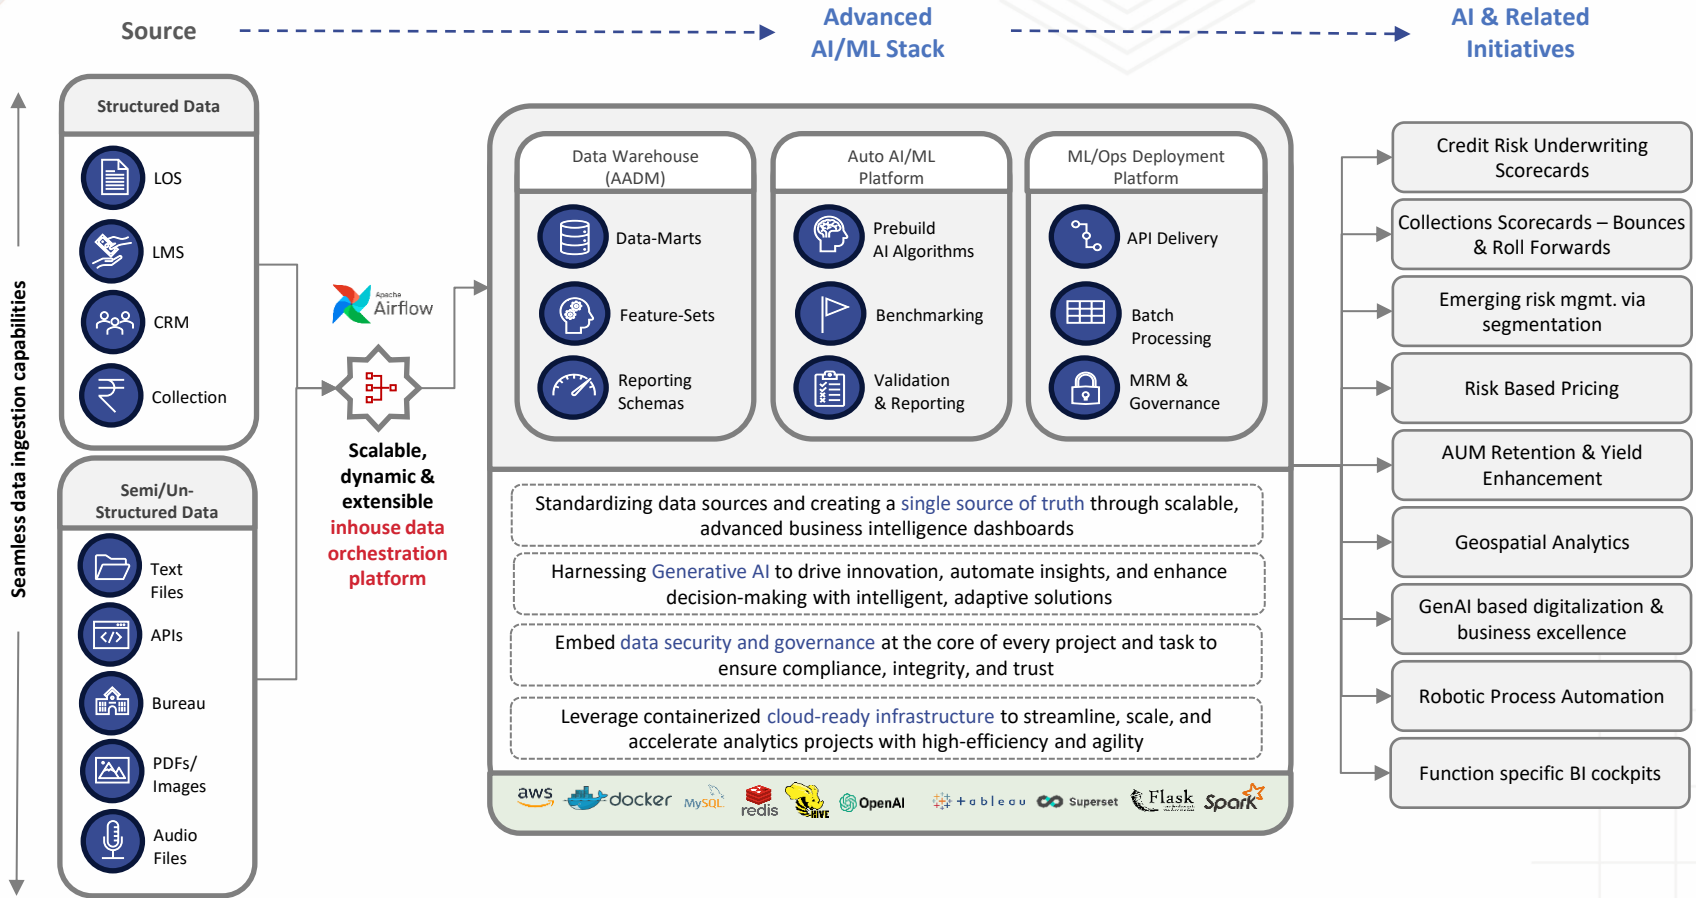 Source
Advanced
AI/ML Stack
AI & Related
Initiatives
Seamless data ingestion capabilities
Structured Data
LOS
LMS
CRM
Collection
Semi/Un-
Structured Data
Text
Files
APIs
Bureau
PDFs/
Images
Audio
Files
Apache
Airflow
Scalable,
dynamic &
extensible
inhouse data
orchestration
platform
Data Warehouse
(AADM)
Data-Marts
Feature-Sets
Reporting
Schemas
Auto AI/ML
Platform
Prebuild
AI Algorithms
Benchmarking
Validation
& Reporting
ML/Ops Deployment
Platform
API Delivery
Batch
Processing
MRM &
Governance
Standardizing data sources and creating a single source of truth through scalable,
advanced business intelligence dashboards
Harnessing Generative AI to drive innovation, automate insights, and enhance
decision-making with intelligent, adaptive solutions
Embed data security and governance at the core of every project and task to
ensure compliance, integrity, and trust
Leverage containerized cloud-ready infrastructure to streamline, scale, and
accelerate analytics projects with high-efficiency and agility
aws
docker
MySQL
redis
HIVE
OpenAI
+ableau
Superset
Flask
Spark
Credit Risk Underwriting
Scorecards
Collections Scorecards – Bounces
& Roll Forwards
Emerging risk mgmt. via
segmentation
Risk Based Pricing
AUM Retention & Yield
Enhancement
Geospatial Analytics
GenAI based digitalization &
business excellence
Robotic Process Automation
Function specific BI cockpits